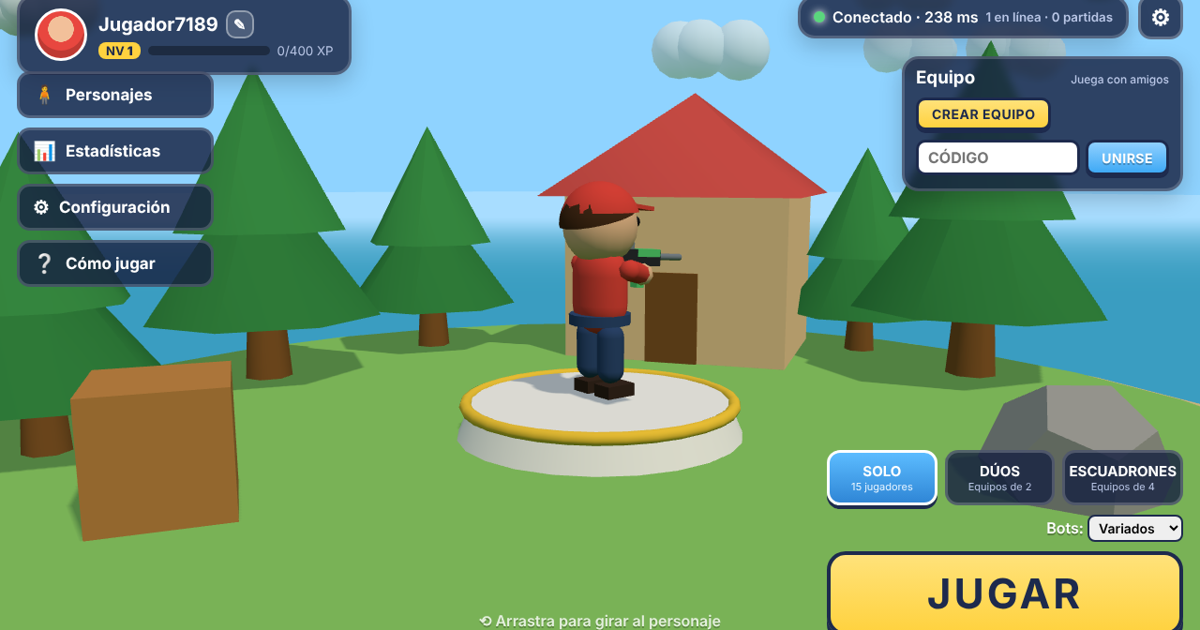 Jugador7189
NV 1
0/400 XP
Conectado · 238 ms 1 en línea · 0 partidas
Personajes
Estadísticas
Configuración
Cómo jugar
Equipo
Juega con amigos
CREAR EQUIPO
CÓDIGO
UNIRSE
SOLO
15 jugadores
DÚOS
Equipos de 2
ESCUADRONES
Equipos de 4
Bots: Variados
JUGAR
Arrastra para girar al personaje